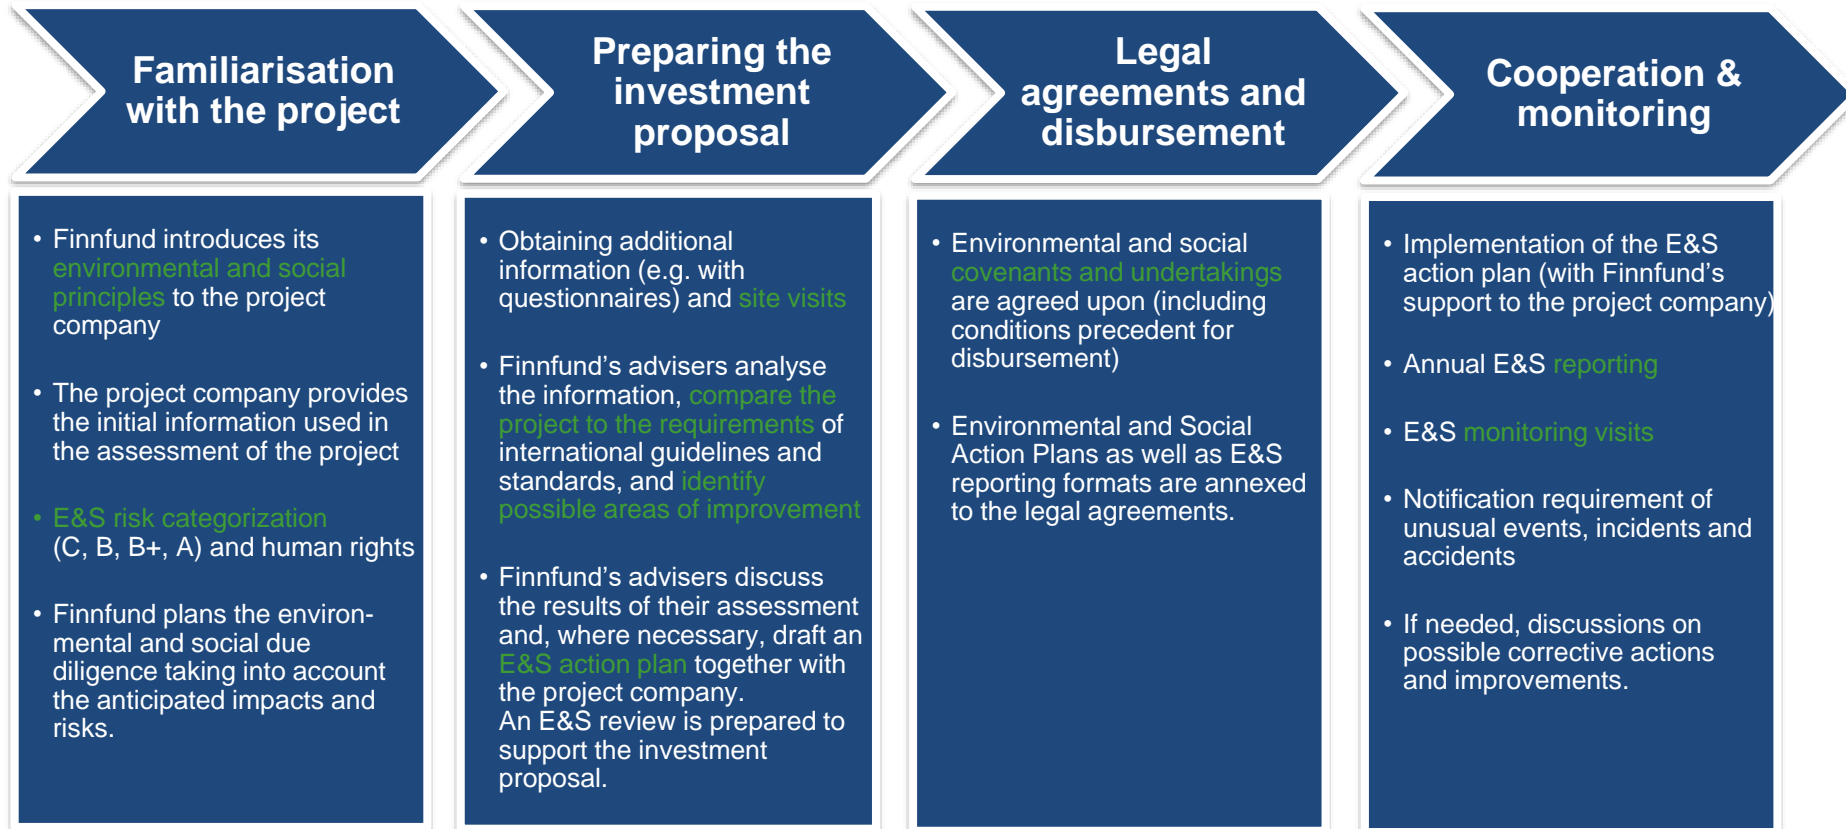 Familiarisation
with the project
• Finnfund introduces its
environmental and social
principles to the project
company
• The project company provides
the initial information used in
the assessment of the project
• E&S risk categorization
(C, B, B+, A) and human rights
• Finnfund plans the environ-
mental and social due
diligence taking into account
the anticipated impacts and
risks.
Preparing the
investment
proposal
• Obtaining additional
information (e.g. with
questionnaires) and site visits
• Finnfund's advisers analyse
the information, compare the
project to the requirements of
international guidelines and
standards, and identify
possible areas of improvement
• Finnfund's advisers discuss
the results of their assessment
and, where necessary, draft an
E&S action plan together with
the project company.
An E&S review is prepared to
support the investment
proposal.
Legal
agreements and
disbursement
• Environmental and social
covenants and undertakings
are agreed upon (including
conditions precedent for
disbursement)
• Environmental and Social
Action Plans as well as E&S
reporting formats are annexed
to the legal agreements.
Cooperation &
monitoring
• Implementation of the E&S
action plan (with Finnfund's
support to the project company)
• Annual E&S reporting
• E&S monitoring visits
• Notification requirement of
unusual events, incidents and
accidents
• If needed, discussions on
possible corrective actions
and improvements.